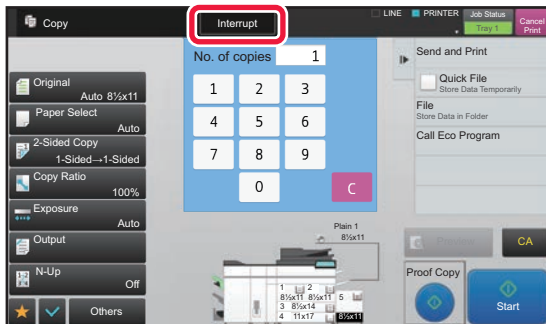 Copy
Interrupt
LINE
PRINTER
Job Status
Tray 1
Cancel
Print
No. of copies
1
1 2 3
4 5 6
7 8 9
0 C
Original
Auto 8½x11
Paper Select
Auto
2-Sided Copy
1-Sided→1-Sided
Copy Ratio
100%
Exposure
Auto
Output
N-Up
Off
Others
Plain 1
8½x11
1 2
8½x11 8½x11
3 8½x14
4 11x17
5
8½x11
Send and Print
Quick File
Store Data Temporarily
File
Store Data in Folder
Call Eco Program
CA
Proof Copy
Start